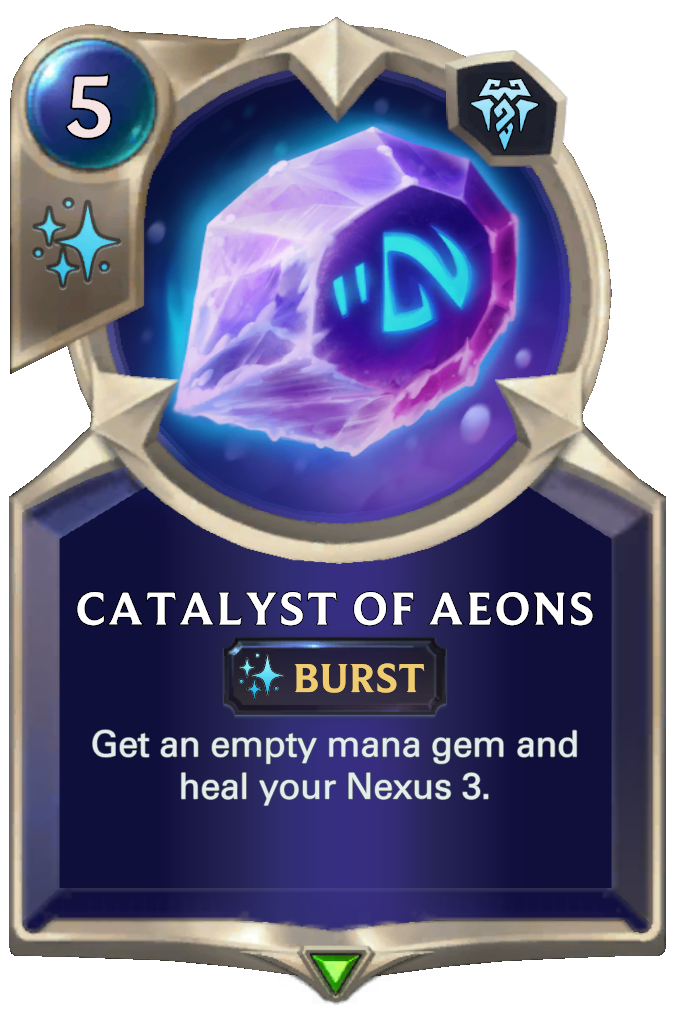 5
CATALYST OF AEONS
BURST
Get an empty mana gem and
heal your Nexus 3.